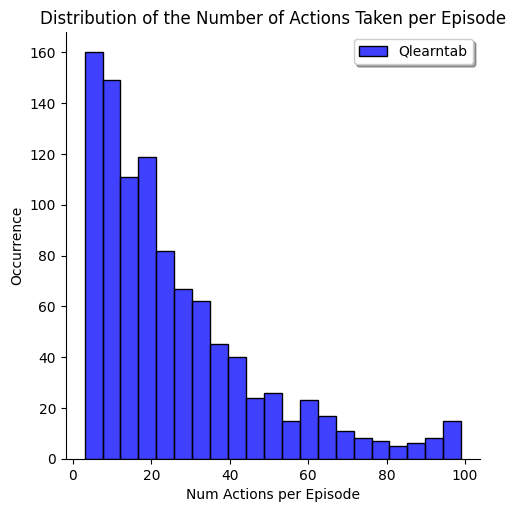 Distribution of the Number of Actions Taken per Episode
Qlearntab
160
140
120
100
80
60
40
20
0
Occurrence
0 20 40 60 80 100
Num Actions per Episode